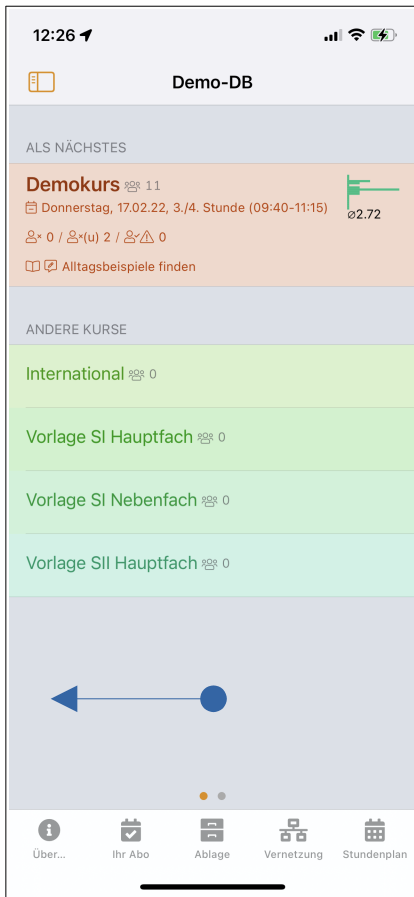 12:26
Demo-DB
ALS NÄCHSTES
Demokurs 11
Donnerstag, 17.02.22, 3./4. Stunde (09:40-11:15)
⌀2.72
0 / (u) 2 / 0
Alltagsbeispiele finden
ANDERE KURSE
International 0
Vorlage SI Hauptfach 0
Vorlage SI Nebenfach 0
Vorlage SII Hauptfach 0
Über... Ihr Abo Ablage Vernetzung Stundenplan